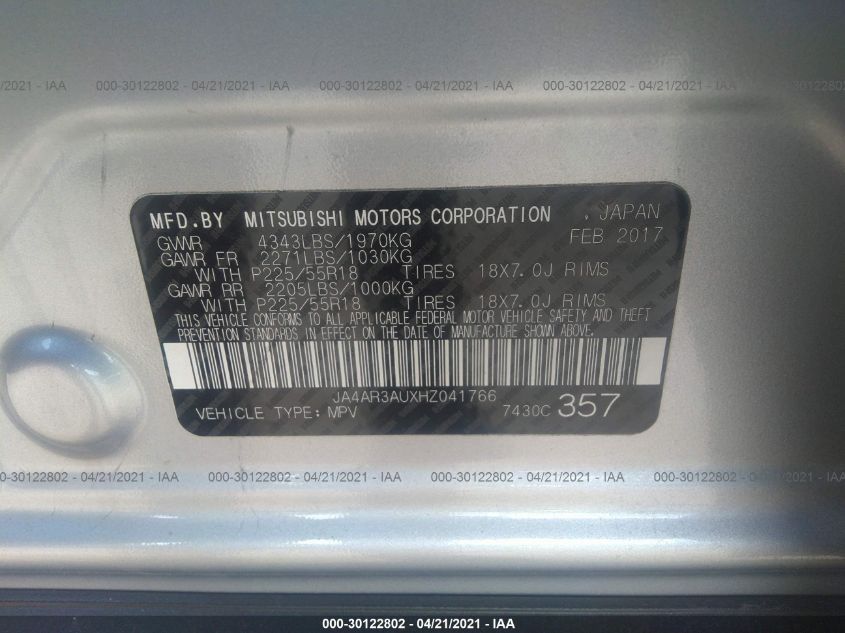 - IAA 000-30122802 - 04/21/2021 - IAA 000-30122802 - 04/21/2021 - IAA 000-30122802 - 04/21/2021
MFD.BY MITSUBISHI MOTORS CORPORATION . JAPAN
GVWR 4343LBS/1970KG FEB 2017
GAWR FR 2271LBS/1030KG
WITH P225/55R18 TIRES 18X7.0J RIMS
GAWR RR 2205LBS/1000KG
WITH P225/55R18 TIRES 18X7.0J RIMS
THIS VEHICLE CONFORMS TO ALL APPLICABLE FEDERAL MOTOR VEHICLE SAFETY AND THEFT
PREVENTION STANDARDS IN EFFECT ON THE DATE OF MANUFACTURE SHOWN ABOVE.
JA4AR3AUXHZ041766
VEHICLE TYPE: MPV 7430C 357
000-30122802 - 04/21/2021 - IAA 000-30122802 - 04/21/2021 - IAA 000-30122802 - 04/21/2021 - IAA
000-30122802 - 04/21/2021 - IAA